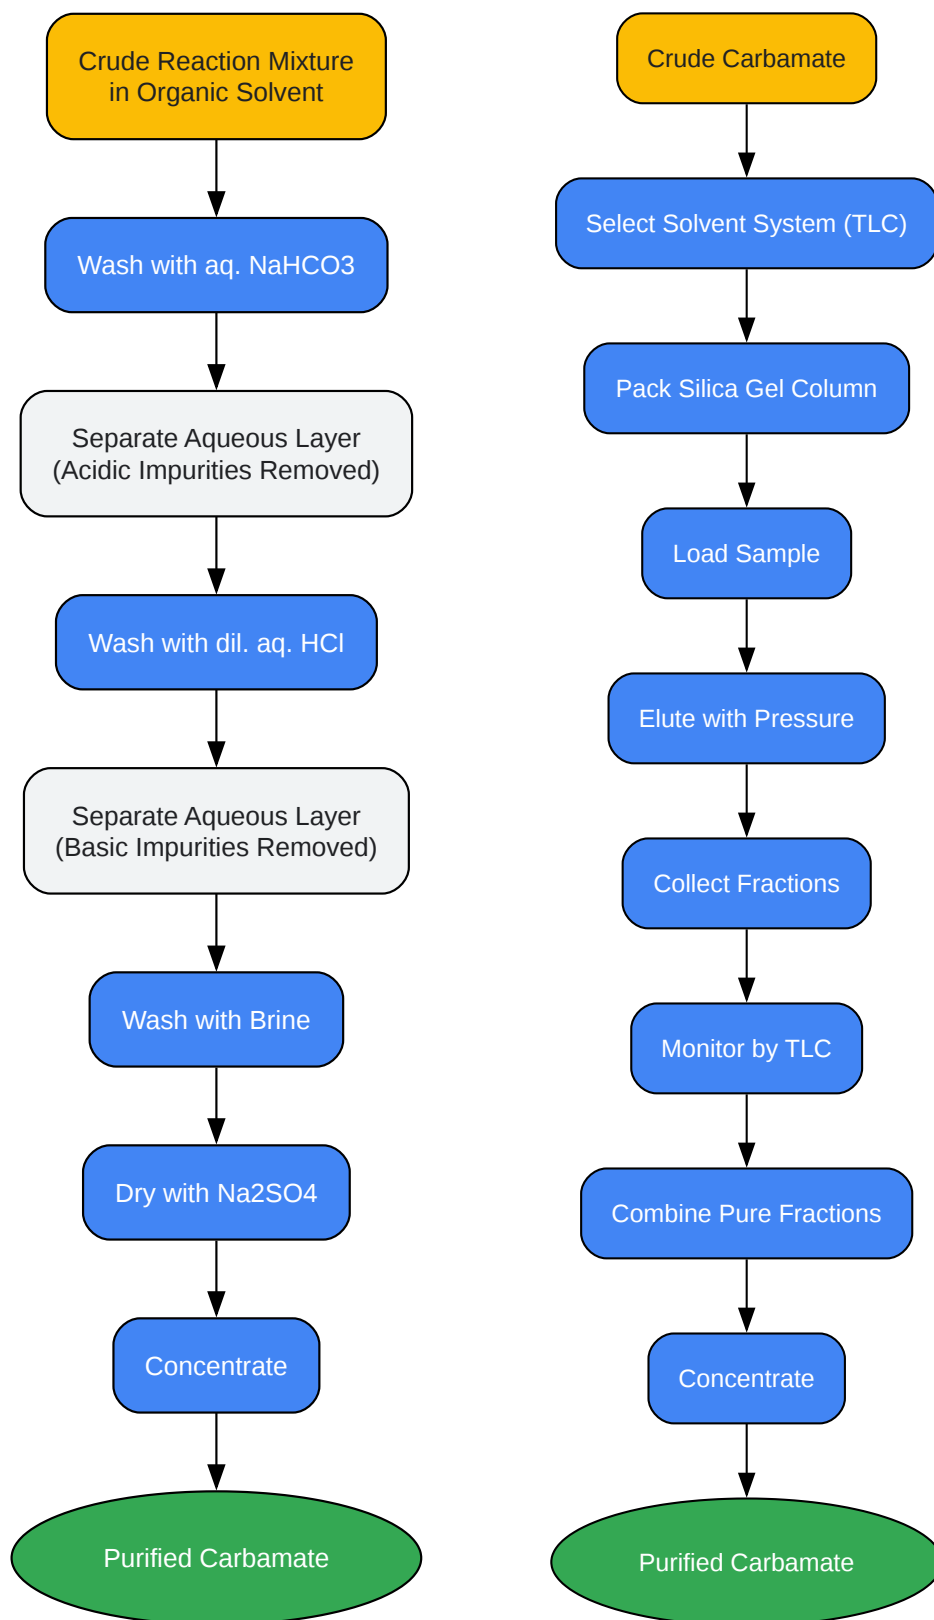 Crude Reaction Mixture
in Organic Solvent
Wash with aq. NaHCO3
Separate Aqueous Layer
(Acidic Impurities Removed)
Wash with dil. aq. HCl
Separate Aqueous Layer
(Basic Impurities Removed)
Wash with Brine
Dry with Na2SO4
Concentrate
Purified Carbamate
Crude Carbamate
Select Solvent System (TLC)
Pack Silica Gel Column
Load Sample
Elute with Pressure
Collect Fractions
Monitor by TLC
Combine Pure Fractions
Concentrate
Purified Carbamate